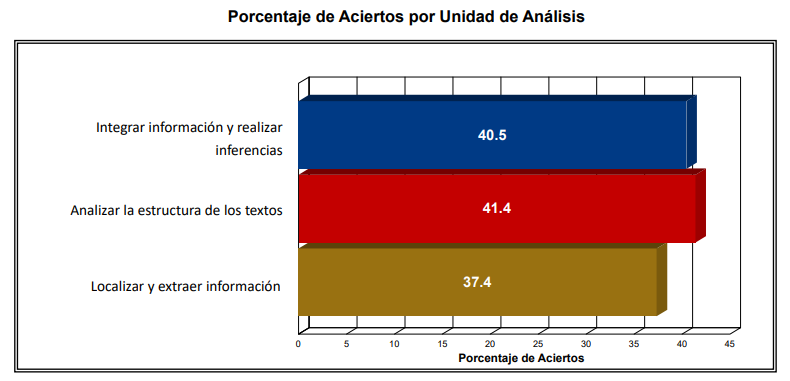 Porcentaje de Aciertos por Unidad de Análisis
Integrar información y realizar
inferencias
40.5
Analizar la estructura de los textos
41.4
Localizar y extraer información
37.4
0 5 10 15 20 25 30 35 40 45
Porcentaje de Aciertos